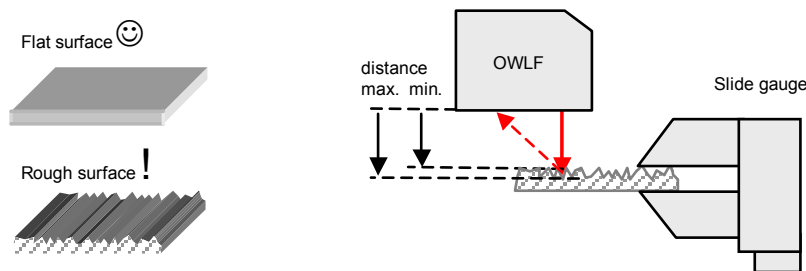 Flat surface
Rough surface !
distance
max. min.
OWLF
Slide gauge